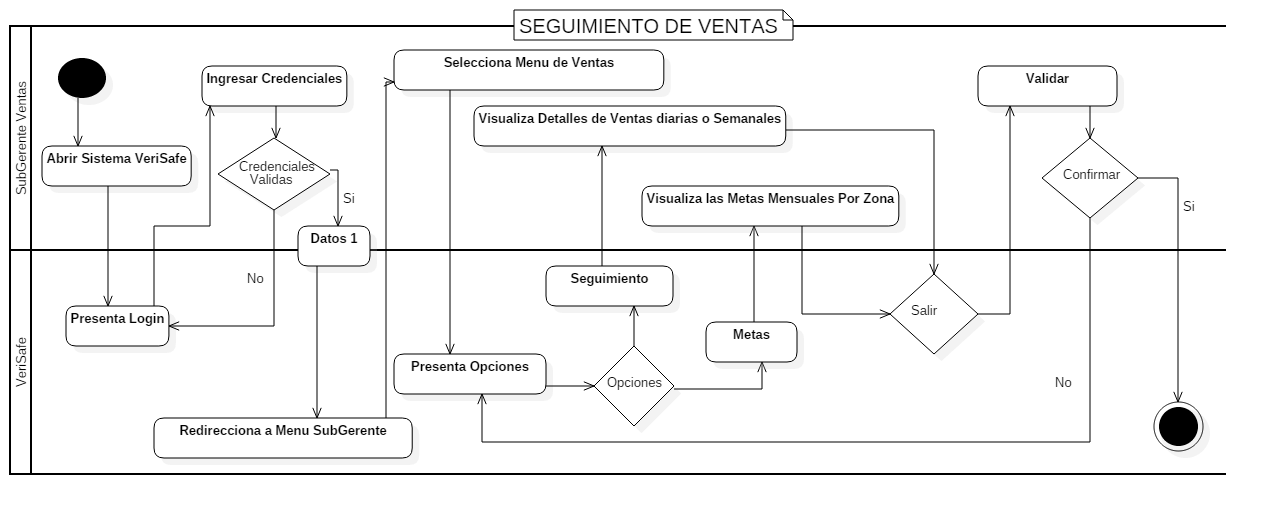 SEGUIMIENTO DE VENTAS
SubGerente Ventas
Abrir Sistema VeriSafe
Ingresar Credenciales
Credenciales
Validas
Si
No
Datos 1
Selecciona Menu de Ventas
Visualiza Detalles de Ventas diarias o Semanales
Visualiza las Metas Mensuales Por Zona
Validar
Confirmar
Si
VeriSafe
Presenta Login
Redirecciona a Menu SubGerente
Presenta Opciones
Seguimiento
Opciones
Metas
Salir
No